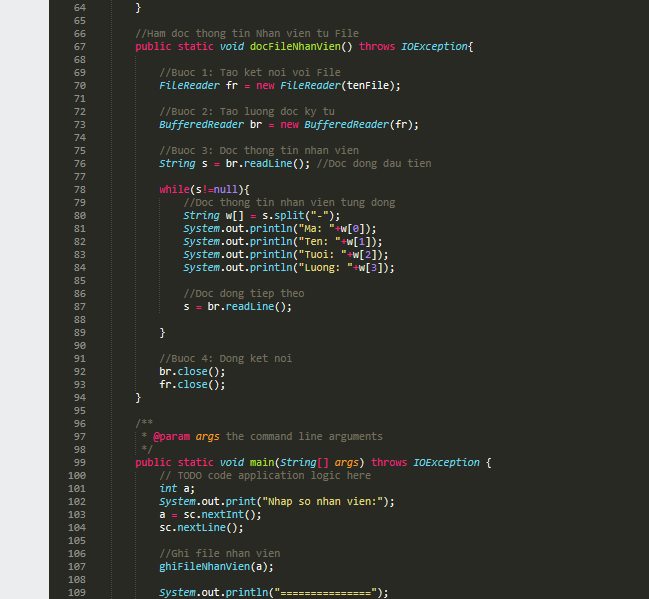 64 }
65
66 //Ham doc thong tin Nhan vien tu File
67 public static void docFileNhanVien() throws IOException{
68
69 //Buoc 1: Tao ket noi voi File
70 FileReader fr = new FileReader(tenFile);
71
72 //Buoc 2: Tao luong doc ky tu
73 BufferedReader br = new BufferedReader(fr);
74
75 //Buoc 3: Doc thong tin nhan vien
76 String s = br.readLine(); //Doc dong dau tien
77
78 while(s!=null){
79 //Doc thong tin nhan vien tung dong
80 String w[] = s.split("-");
81 System.out.println("Ma: "+w[0]);
82 System.out.println("Ten: "+w[1]);
83 System.out.println("Tuoi: "+w[2]);
84 System.out.println("Luong: "+w[3]);
85
86 //Doc dong tiep theo
87 s = br.readLine();
88
89 }
90
91 //Buoc 4: Dong ket noi
92 br.close();
93 fr.close();
94 }
95
96 /**
97 * @param args the command line arguments
98 */
99 public static void main(String[] args) throws IOException {
100 // TODO code application logic here
101 int a;
102 System.out.print("Nhap so nhan vien:");
103 a = sc.nextInt();
104 sc.nextLine();
105
106 //Ghi file nhan vien
107 ghiFileNhanVien(a);
108
109 System.out.println("===============");